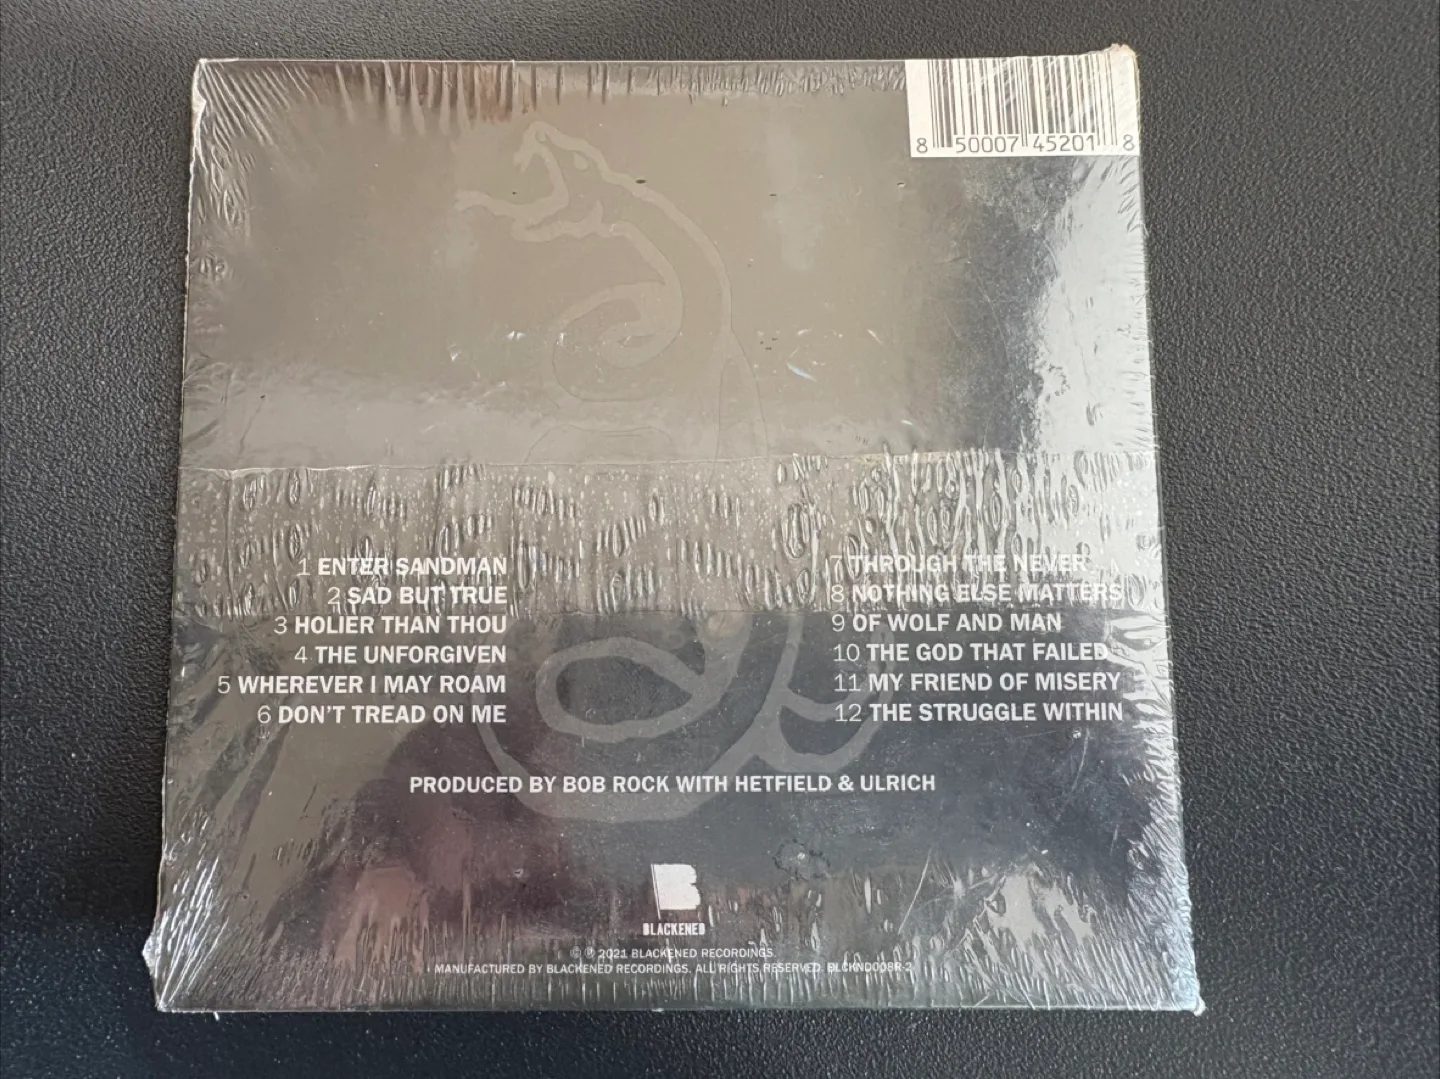 8 50007 45201 8
1 ENTER SANDMAN
2 SAD BUT TRUE
3 HOLIER THAN THOU
4 THE UNFORGIVEN
5 WHEREVER I MAY ROAM
6 DON'T TREAD ON ME
7 THROUGH THE NEVER
8 NOTHING ELSE MATTERS
9 OF WOLF AND MAN
10 THE GOD THAT FAILED
11 MY FRIEND OF MISERY
12 THE STRUGGLE WITHIN
PRODUCED BY BOB ROCK WITH HETFIELD & ULRICH
B
BLACKENED
© ℗ 2021 BLACKENED RECORDINGS.
MANUFACTURED BY BLACKENED RECORDINGS. ALL RIGHTS RESERVED. BLCKND008R-2